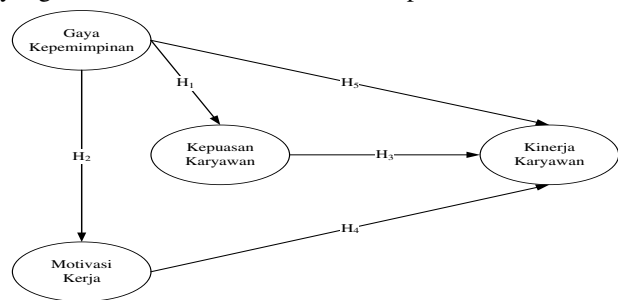 Gaya
Kepemimpinan
H₁
H₅
H₂
Kepuasan
Karyawan
H₃
Kinerja
Karyawan
H₄
Motivasi
Kerja